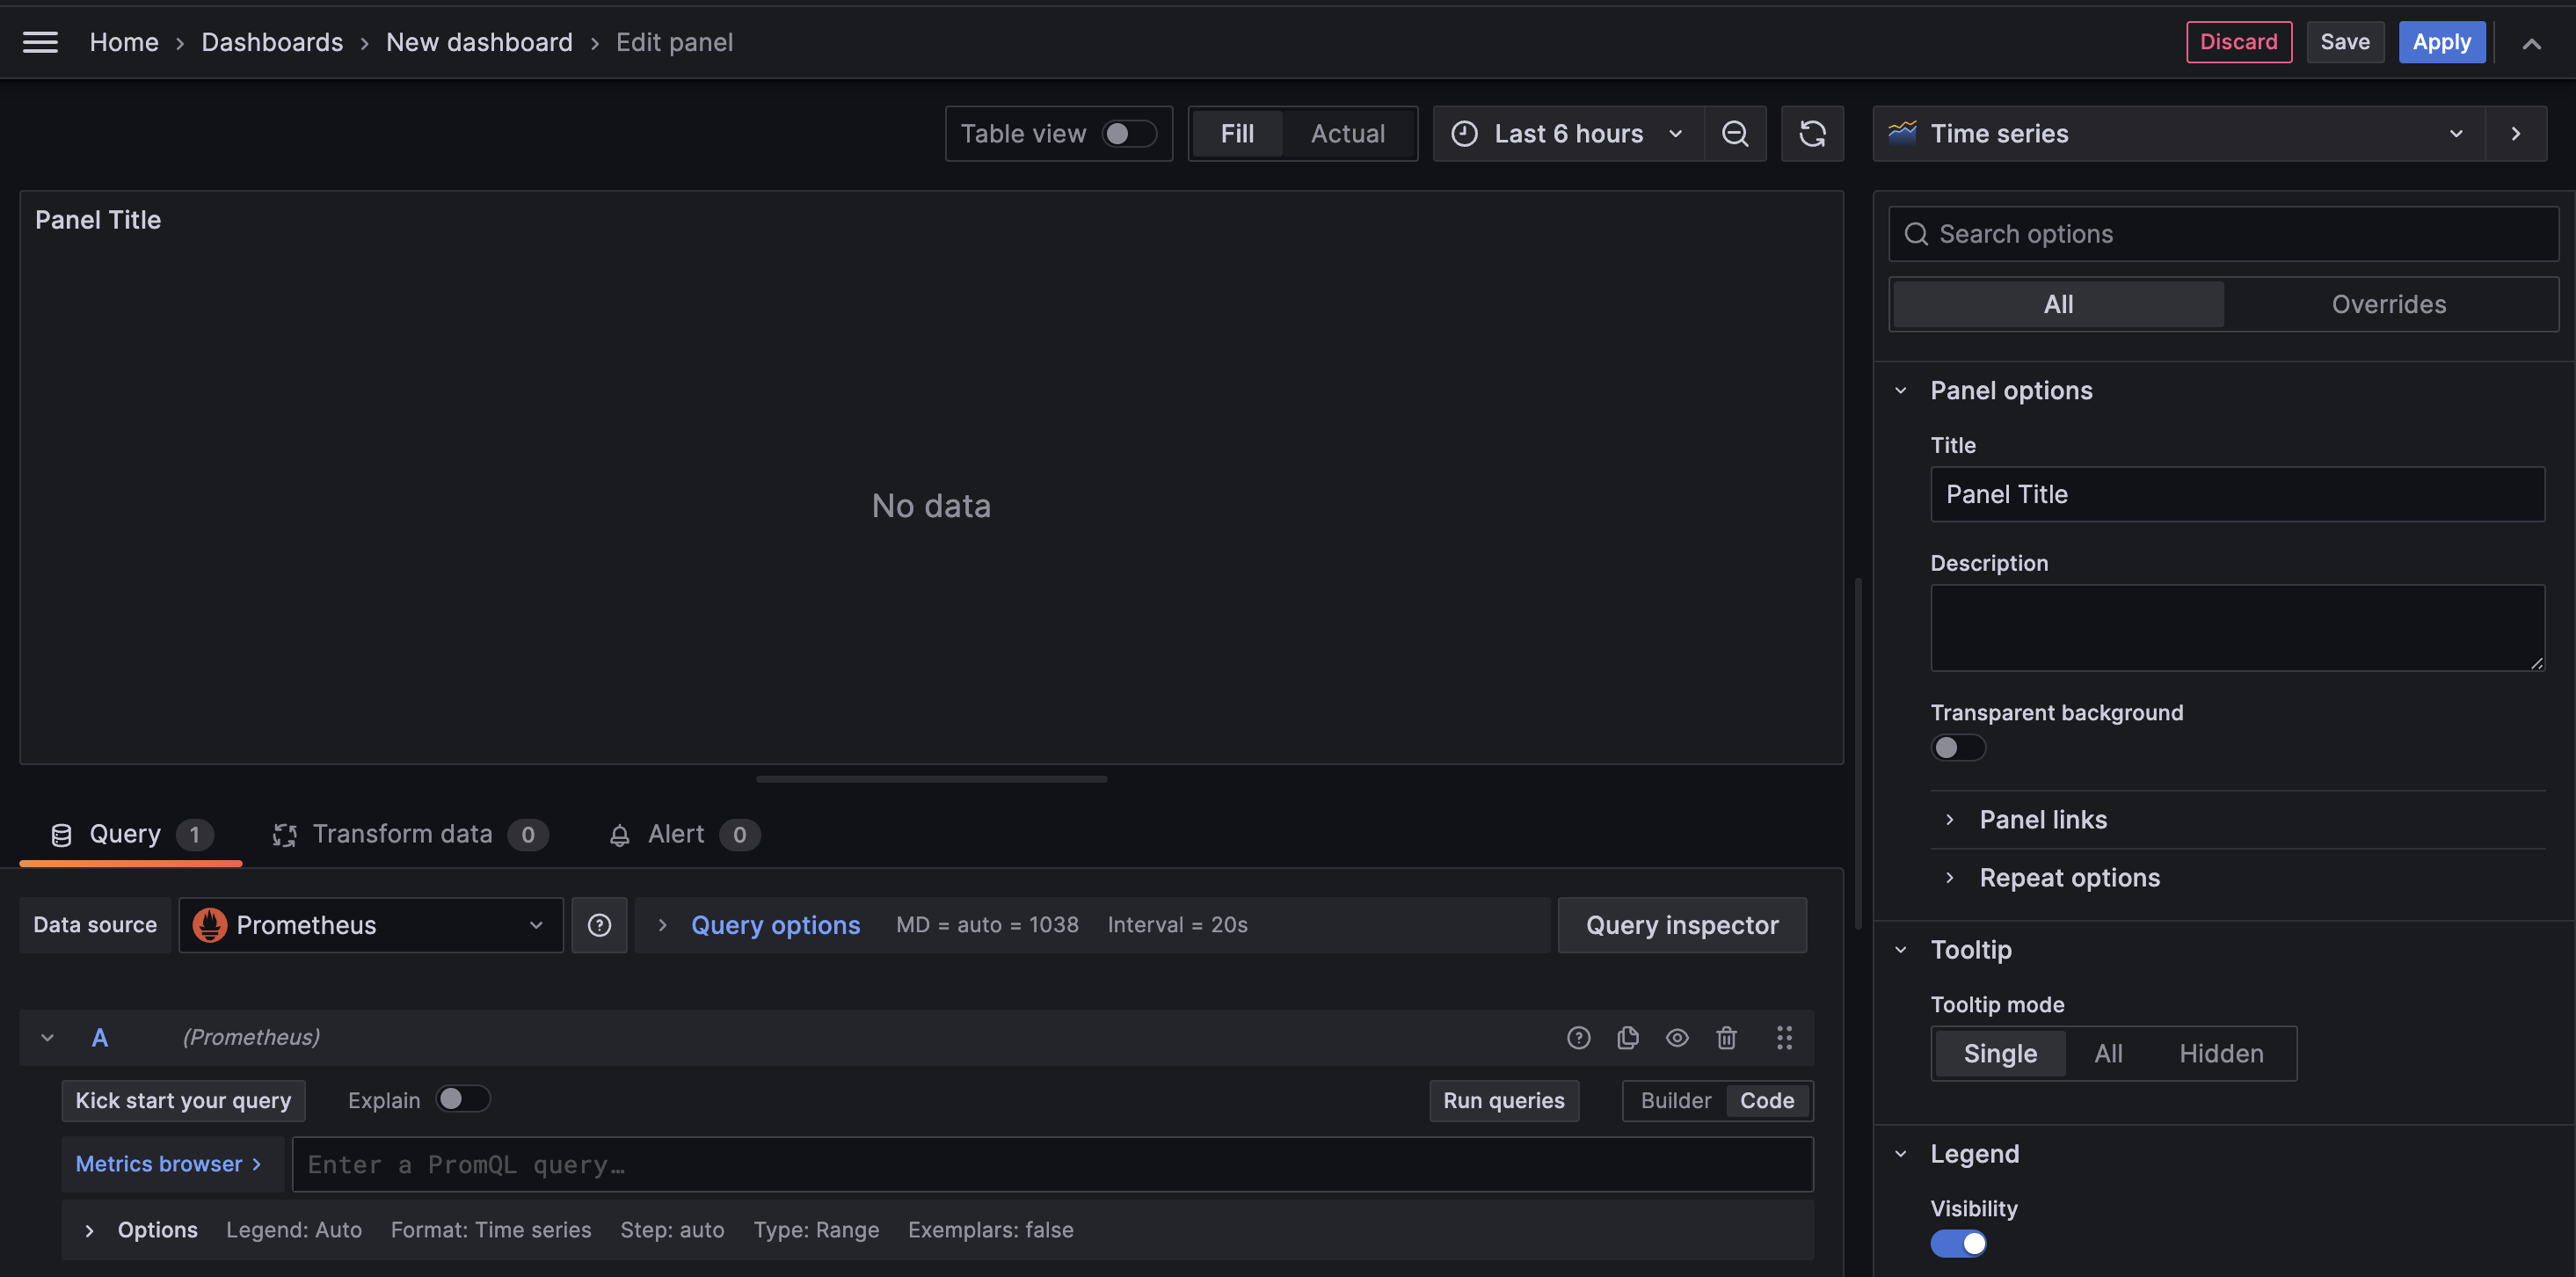 Home › Dashboards › New dashboard › Edit panel
Discard Save Apply
Table view Fill Actual Last 6 hours
Time series
Panel Title
No data
Search options
All Overrides
Panel options
Title
Panel Title
Description
Transparent background
Panel links
Repeat options
Tooltip
Tooltip mode
Single All Hidden
Legend
Visibility
Query 1 Transform data 0 Alert 0
Data source Prometheus Query options MD = auto = 1038 Interval = 20s Query inspector
A (Prometheus)
Kick start your query Explain Run queries Builder Code
Metrics browser › Enter a PromQL query…
Options Legend: Auto Format: Time series Step: auto Type: Range Exemplars: false